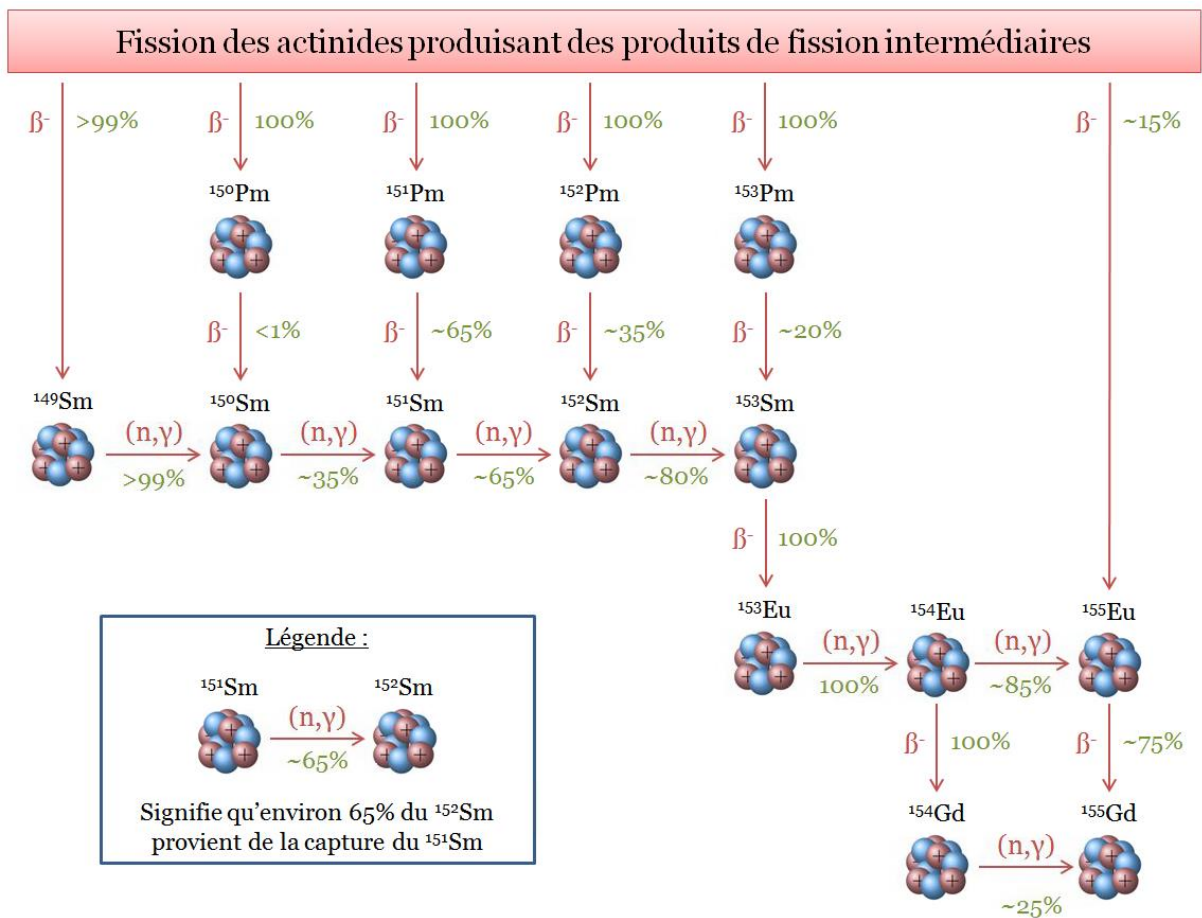 Fission des actinides produisant des produits de fission intermédiaires
β- >99% β- 100% β- 100% β- 100% β- 100% β- ~15%
¹⁵⁰Pm ¹⁵¹Pm ¹⁵²Pm ¹⁵³Pm
β- <1% β- ~65% β- ~35% β- ~20%
¹⁴⁹Sm ¹⁵⁰Sm ¹⁵¹Sm ¹⁵²Sm ¹⁵³Sm
(n,γ) (n,γ) (n,γ) (n,γ)
>99% ~35% ~65% ~80%
β- 100%
¹⁵³Eu ¹⁵⁴Eu ¹⁵⁵Eu
(n,γ) (n,γ)
100% ~85%
β- 100% β- ~75%
¹⁵⁴Gd ¹⁵⁵Gd
(n,γ)
~25%
Légende :
¹⁵¹Sm ¹⁵²Sm
(n,γ)
~65%
Signifie qu’environ 65% du ¹⁵²Sm
provient de la capture du ¹⁵¹Sm